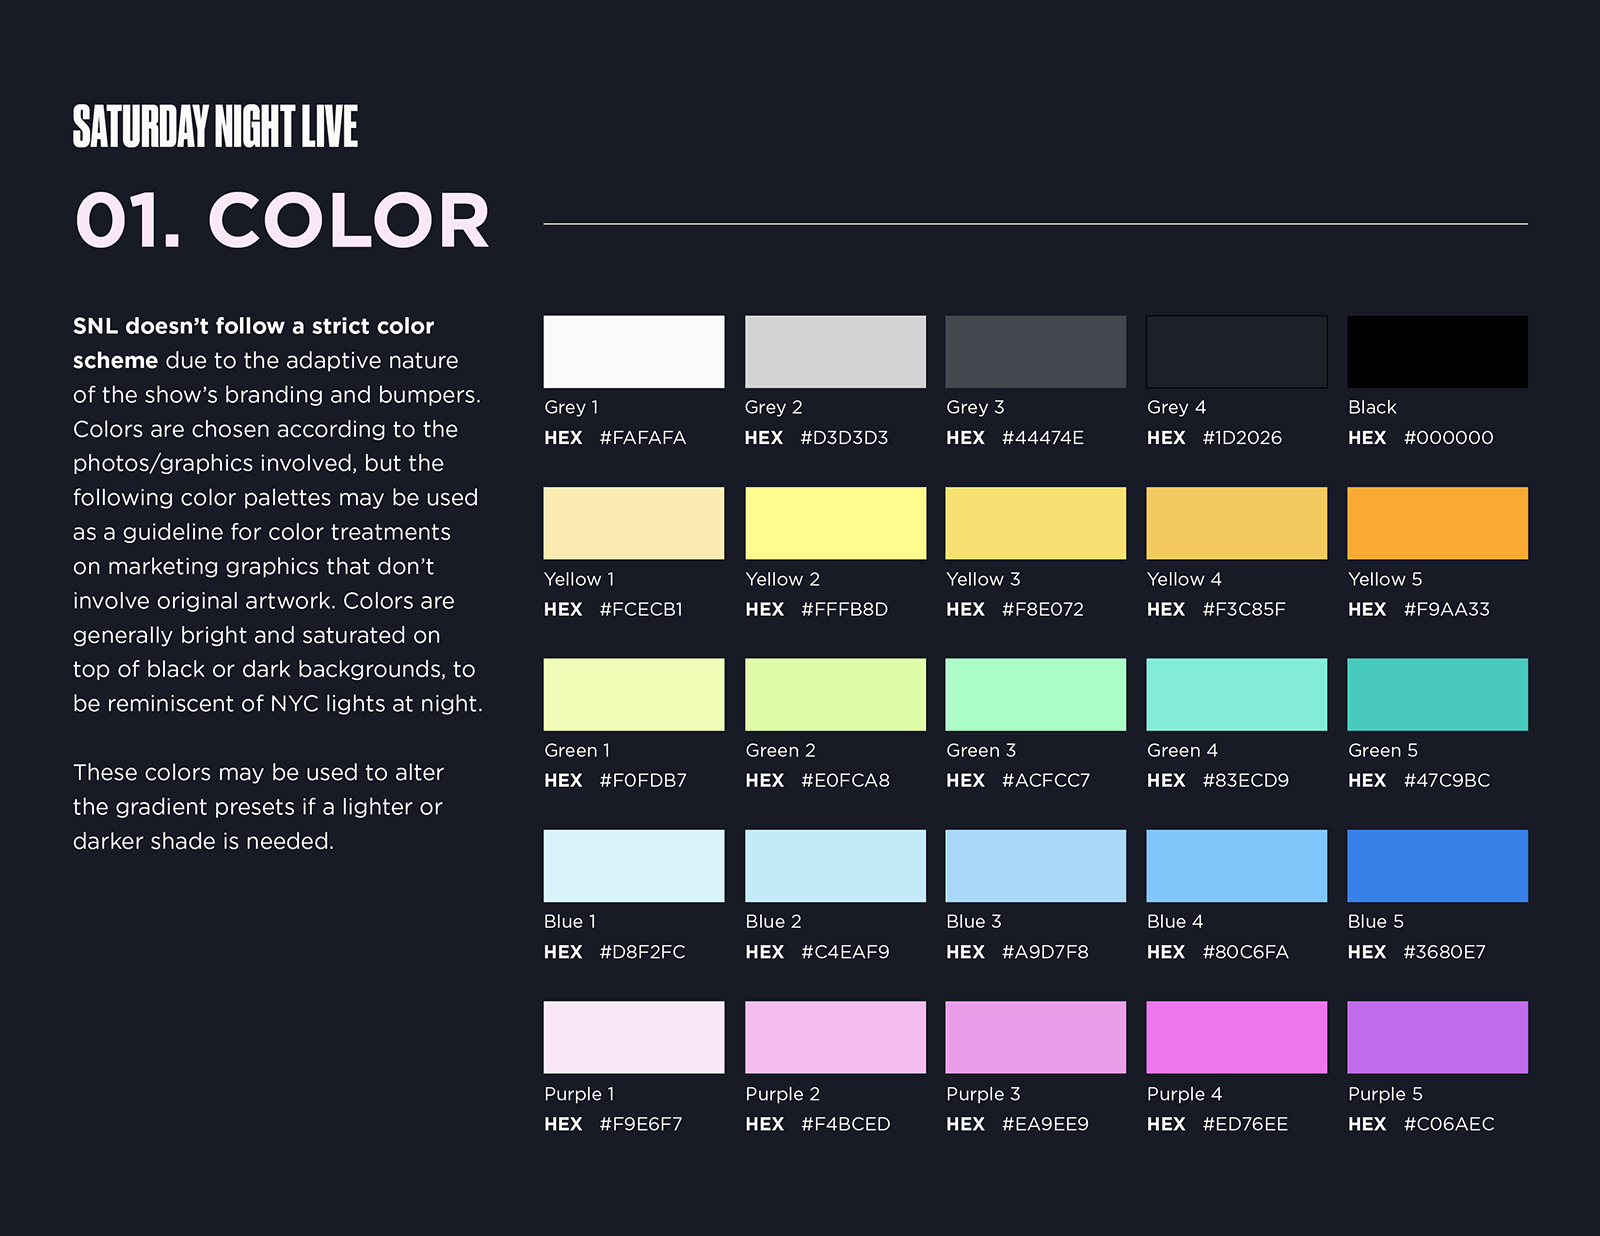 SATURDAY NIGHT LIVE
01. COLOR
SNL doesn’t follow a strict color
scheme due to the adaptive nature
of the show’s branding and bumpers.
Colors are chosen according to the
photos/graphics involved, but the
following color palettes may be used
as a guideline for color treatments
on marketing graphics that don’t
involve original artwork. Colors are
generally bright and saturated on
top of black or dark backgrounds, to
be reminiscent of NYC lights at night.
These colors may be used to alter
the gradient presets if a lighter or
darker shade is needed.
Grey 1 Grey 2 Grey 3 Grey 4 Black
HEX #FAFAFA HEX #D3D3D3 HEX #44474E HEX #1D2026 HEX #000000
Yellow 1 Yellow 2 Yellow 3 Yellow 4 Yellow 5
HEX #FCECB1 HEX #FFFB8D HEX #F8E072 HEX #F3C85F HEX #F9AA33
Green 1 Green 2 Green 3 Green 4 Green 5
HEX #F0FDB7 HEX #E0FCA8 HEX #ACFCC7 HEX #83ECD9 HEX #47C9BC
Blue 1 Blue 2 Blue 3 Blue 4 Blue 5
HEX #D8F2FC HEX #C4EAF9 HEX #A9D7F8 HEX #80C6FA HEX #3680E7
Purple 1 Purple 2 Purple 3 Purple 4 Purple 5
HEX #F9E6F7 HEX #F4BCED HEX #EA9EE9 HEX #ED76EE HEX #C06AEC